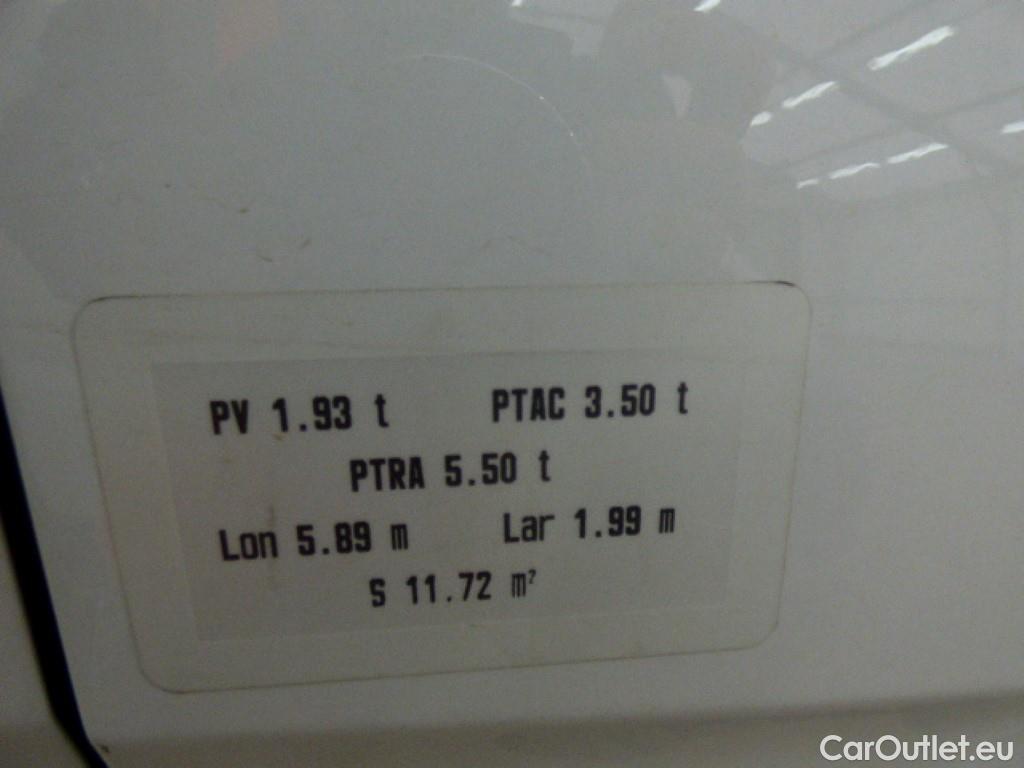 PV 1.93 t PTAC 3.50 t
PTRA 5.50 t
Lon 5.89 m Lar 1.99 m
S 11.72 m²
CarOutlet.eu